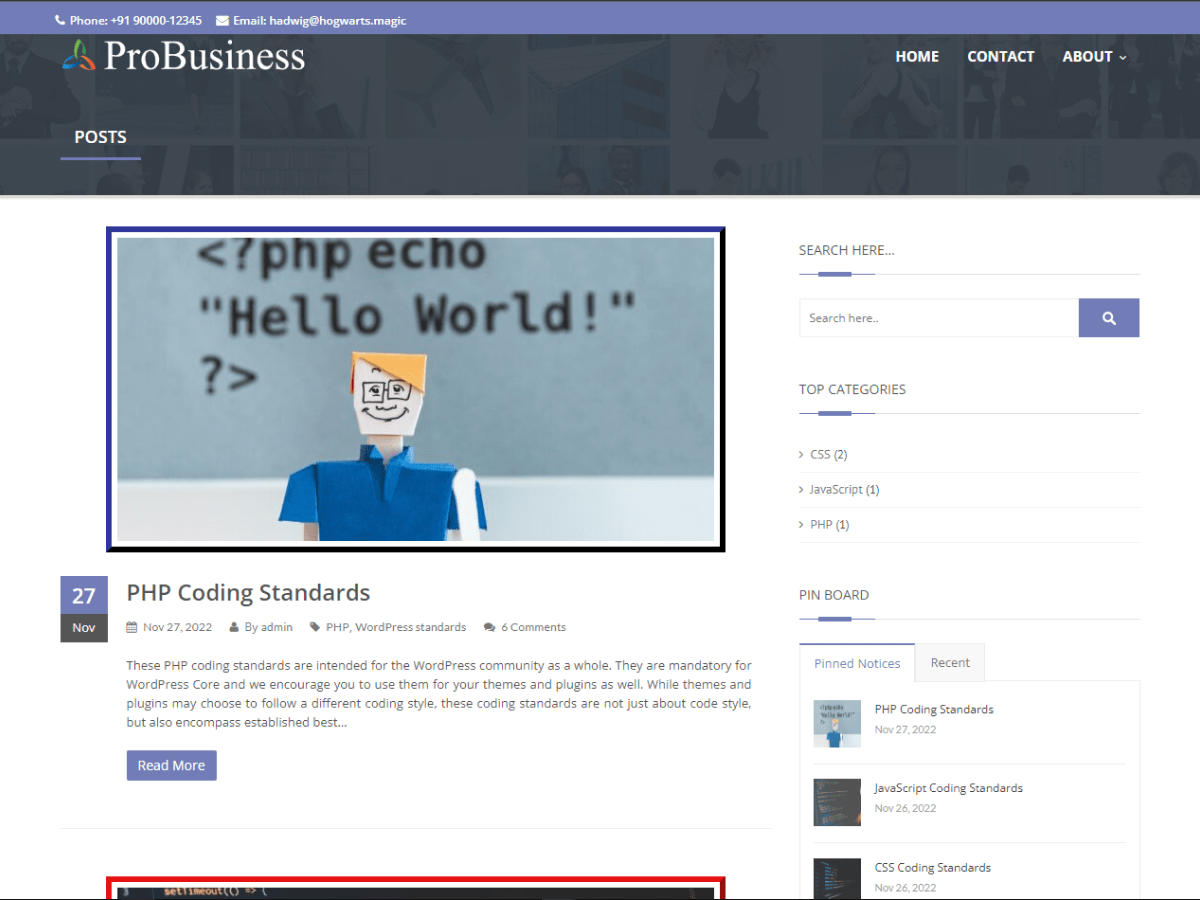 Phone: +91 90000-12345 Email: hadwig@hogwarts.magic
ProBusiness
HOME CONTACT ABOUT
POSTS
<?php echo
"Hello World!"
?>
27
Nov
PHP Coding Standards
Nov 27, 2022 By admin PHP, WordPress standards 6 Comments
These PHP coding standards are intended for the WordPress community as a whole. They are mandatory for
WordPress Core and we encourage you to use them for your themes and plugins as well. While themes and
plugins may choose to follow a different coding style, these coding standards are not just about code style,
but also encompass established best...
Read More
setTimeout(() => {
SEARCH HERE...
Search here..
TOP CATEGORIES
CSS (2)
JavaScript (1)
PHP (1)
PIN BOARD
Pinned Notices Recent
<?php echo
"Hello World!"
?>
PHP Coding Standards
Nov 27, 2022
JavaScript Coding Standards
Nov 26, 2022
CSS Coding Standards
Nov 26, 2022